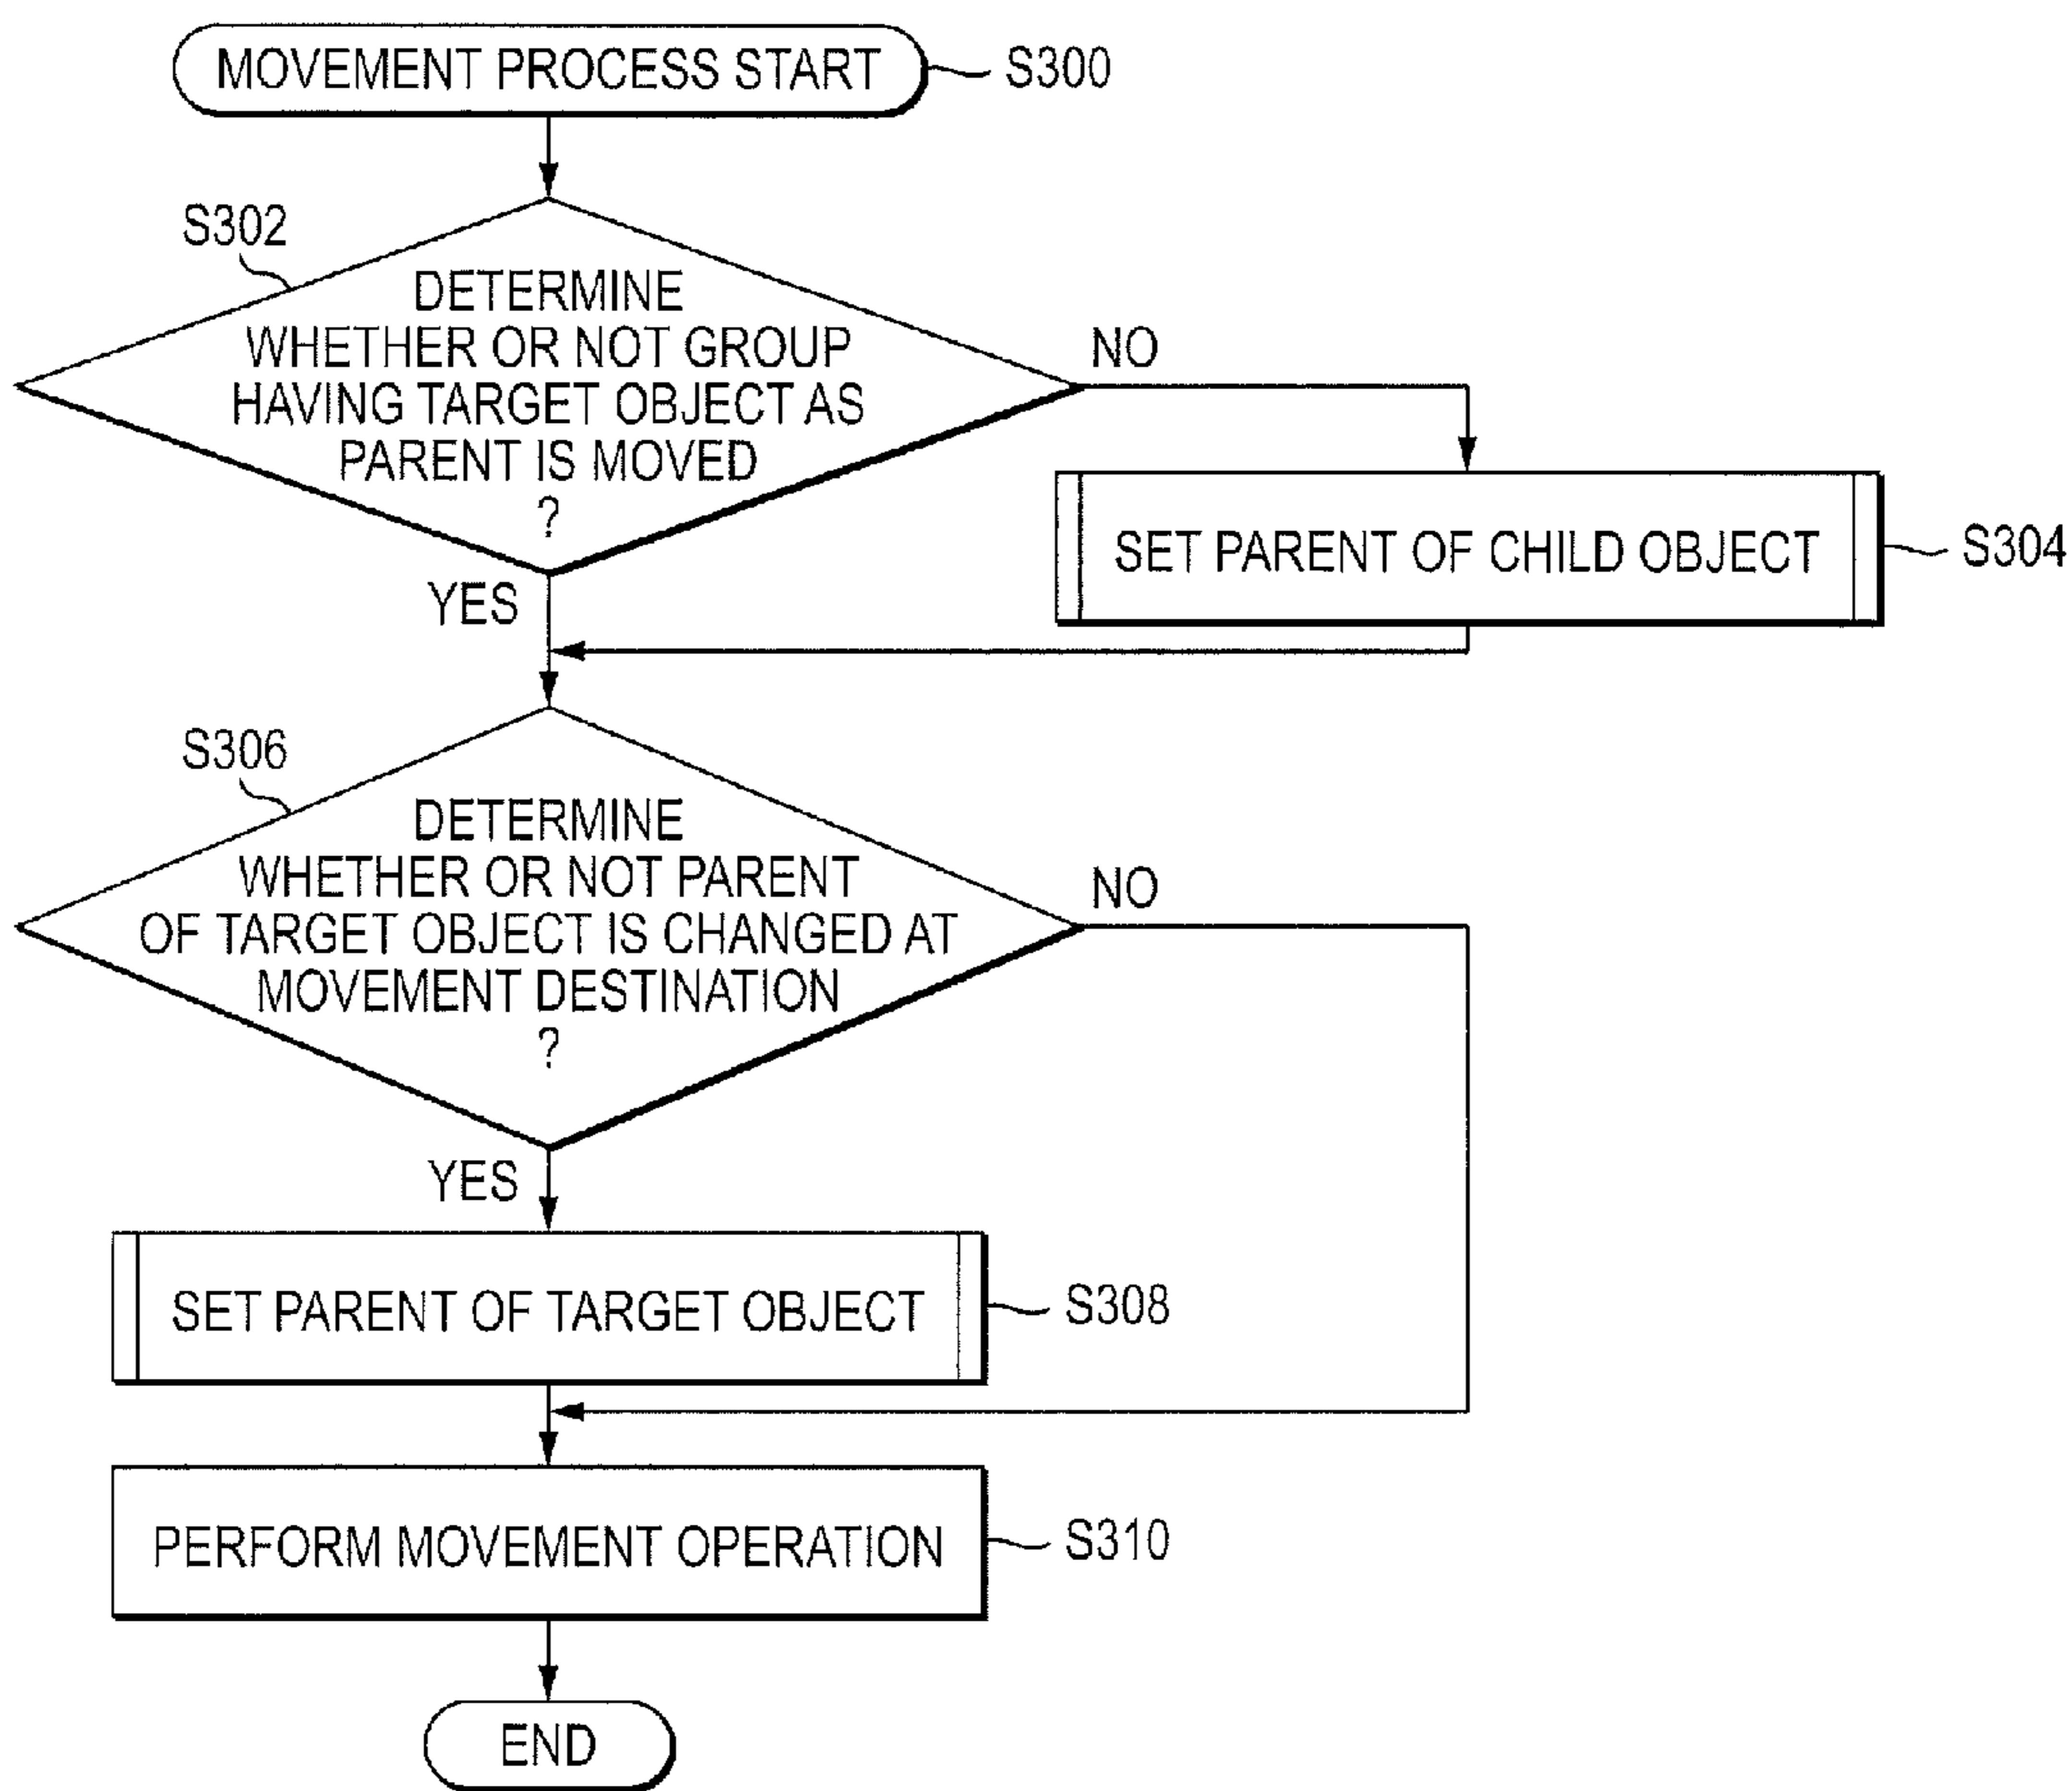 MOVEMENT PROCESS START
S300
S302
DETERMINE
WHETHER OR NOT GROUP
HAVING TARGET OBJECT AS
PARENT IS MOVED
?
NO
SET PARENT OF CHILD OBJECT
S304
YES
S306
DETERMINE
WHETHER OR NOT PARENT
OF TARGET OBJECT IS CHANGED AT
MOVEMENT DESTINATION
?
NO
YES
SET PARENT OF TARGET OBJECT
S308
PERFORM MOVEMENT OPERATION
S310
END